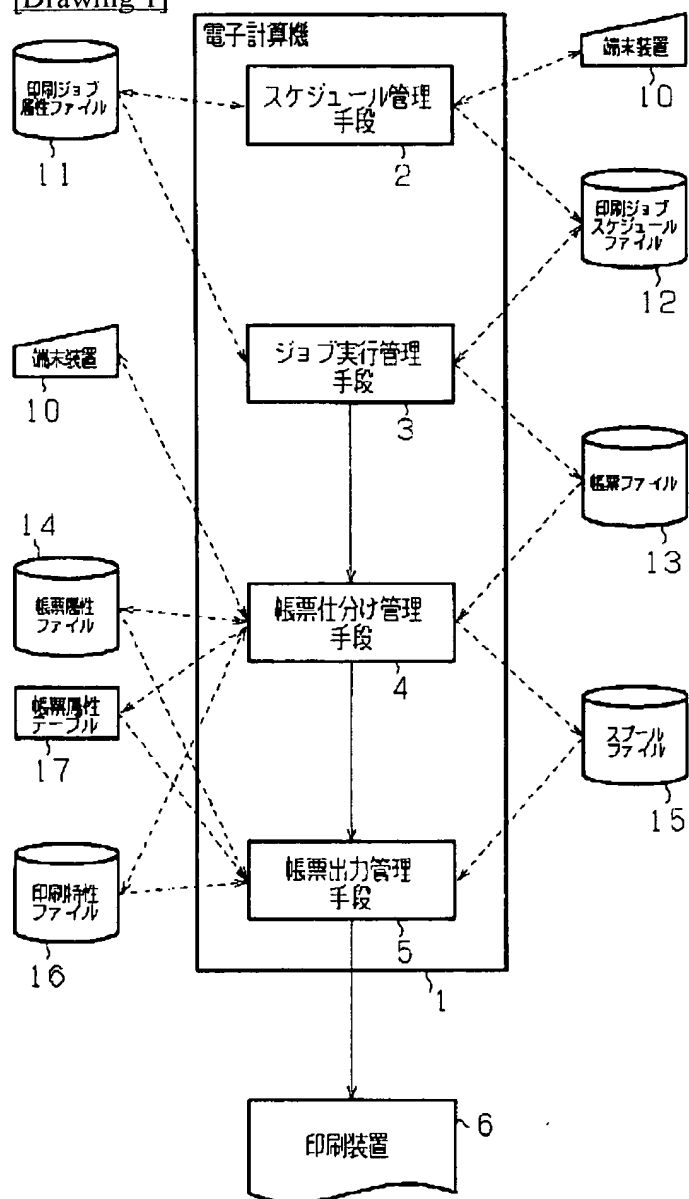 [Drawing 1]
電子計算機
印刷ジョブ
属性ファイル
11
スケジュール管理
手段
2
端末装置
10
印刷ジョブ
スケジュール
ファイル
12
端末装置
10
ジョブ実行管理
手段
3
帳票ファイル
13
14
帳票属性
ファイル
帳票仕分け管理
手段
4
帳票属性
テーブル
17
スプール
ファイル
15
印刷特性
ファイル
16
帳票出力管理
手段
5
1
印刷装置
6